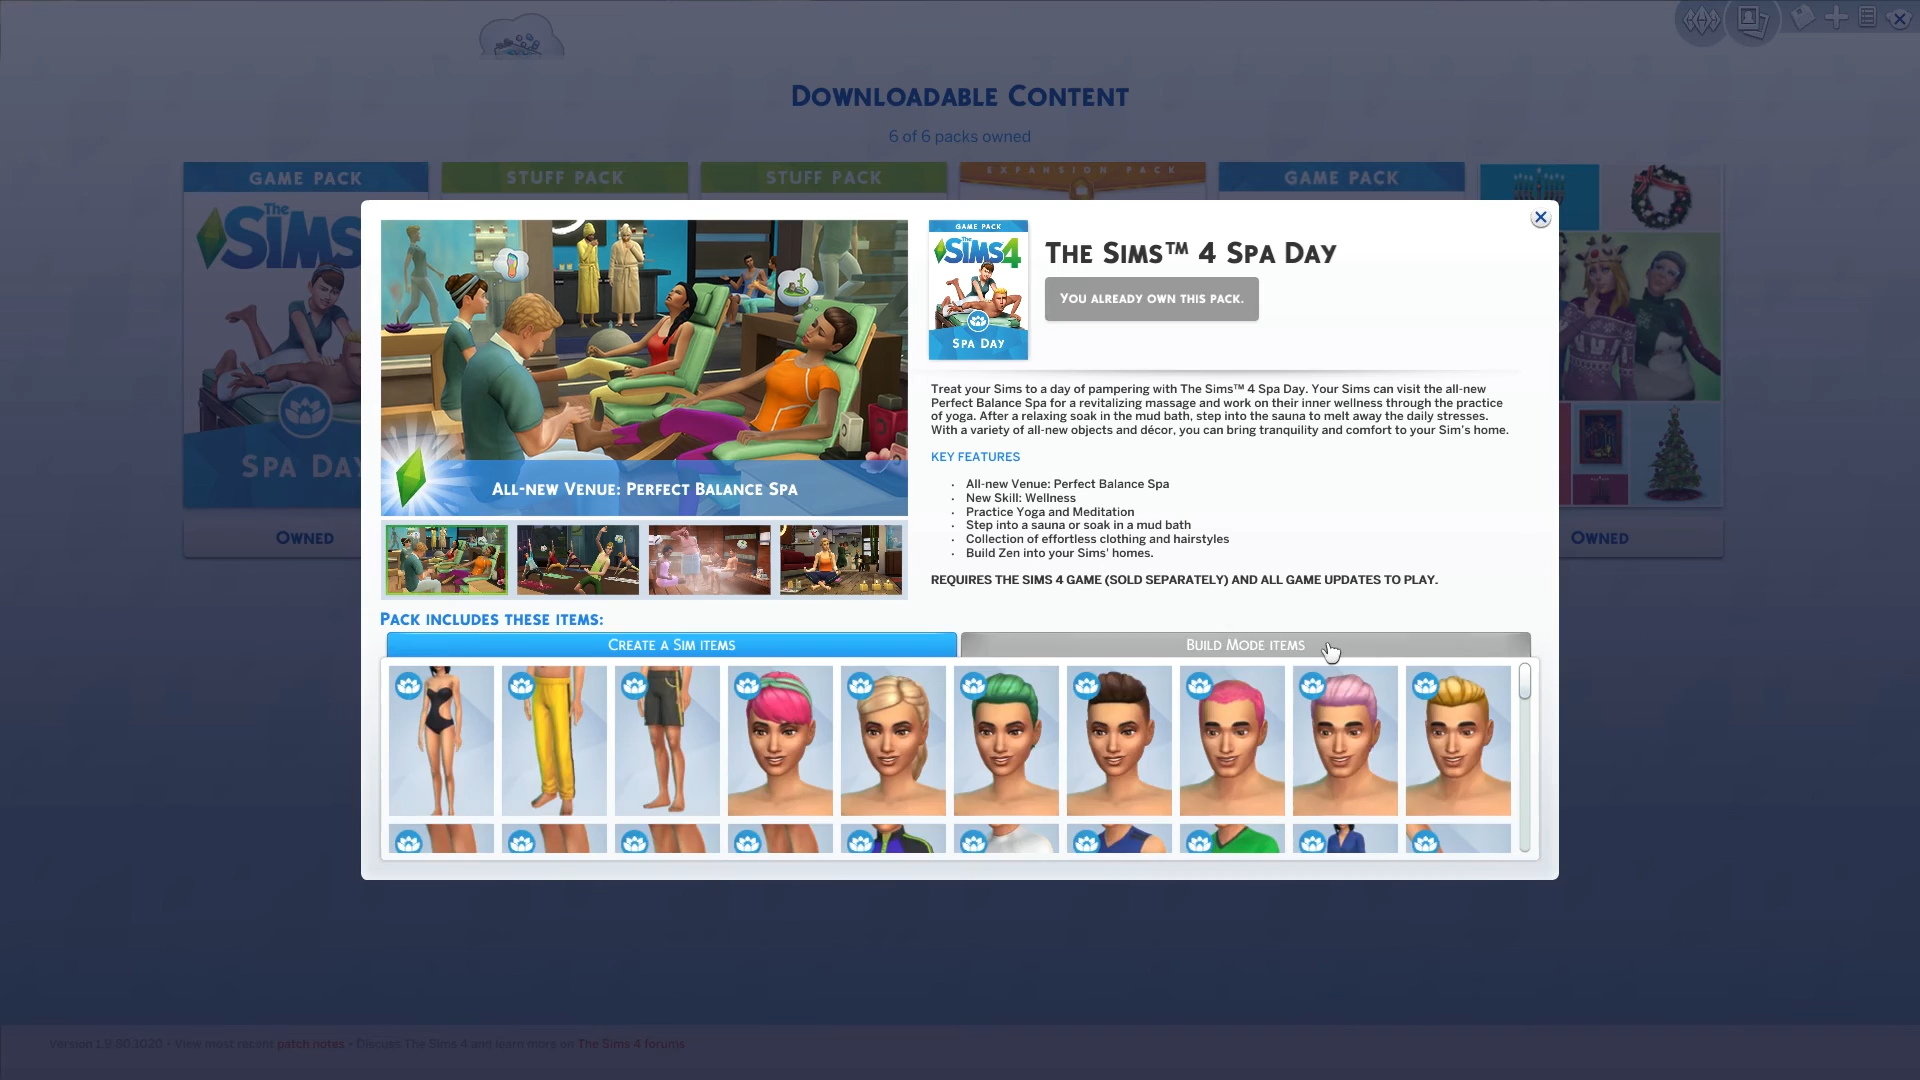 DOWNLOADABLE CONTENT
6 of 6 packs owned
GAME PACK
STUFF PACK
STUFF PACK
EXPANSION PACK
GAME PACK
The SIMS
SPA DAY
OWNED
OWNED
ALL-NEW VENUE: PERFECT BALANCE SPA
GAME PACK
The SIMS 4
SPA DAY
THE SIMS™ 4 SPA DAY
YOU ALREADY OWN THIS PACK.
Treat your Sims to a day of pampering with The Sims™ 4 Spa Day. Your Sims can visit the all-new
Perfect Balance Spa for a revitalizing massage and work on their inner wellness through the practice
of yoga. After a relaxing soak in the mud bath, step into the sauna to melt away the daily stresses.
With a variety of all-new objects and décor, you can bring tranquility and comfort to your Sim's home.
KEY FEATURES
· All-new Venue: Perfect Balance Spa
· New Skill: Wellness
· Practice Yoga and Meditation
· Step into a sauna or soak in a mud bath
· Collection of effortless clothing and hairstyles
· Build Zen into your Sims' homes.
REQUIRES THE SIMS 4 GAME (SOLD SEPARATELY) AND ALL GAME UPDATES TO PLAY.
PACK INCLUDES THESE ITEMS:
CREATE A SIM ITEMS
BUILD MODE ITEMS
Version 1.9.80.1020 - View most recent patch notes - Discuss The Sims 4 and learn more on The Sims 4 forums